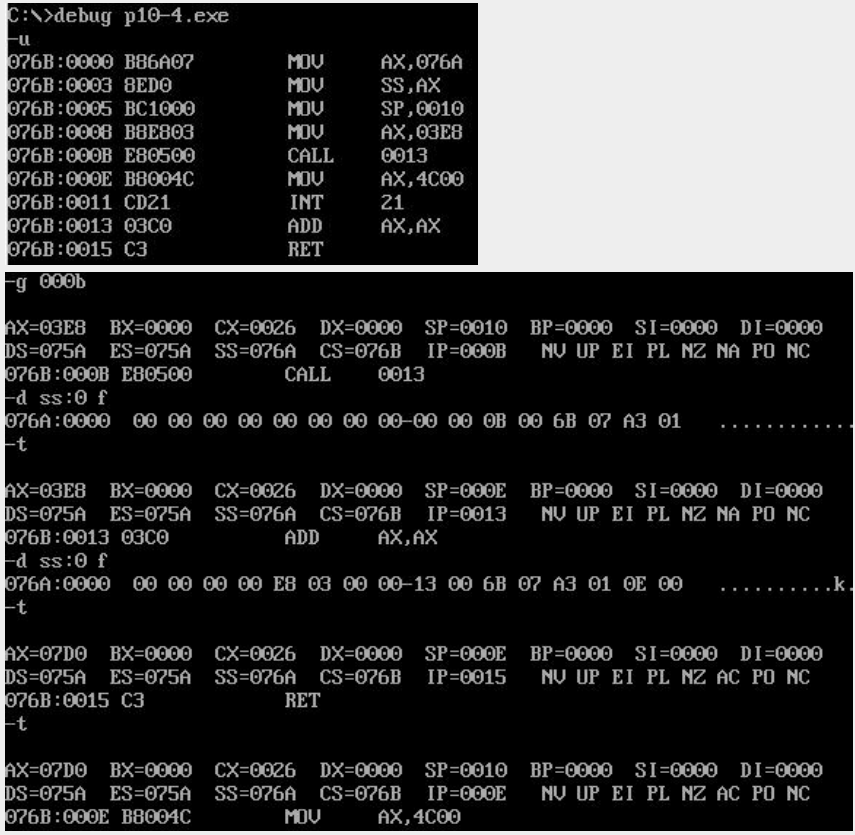 C:\>debug p10-4.exe
-u
076B:0000 B86A07 MOV AX,076A
076B:0003 8ED0 MOV SS,AX
076B:0005 BC1000 MOV SP,0010
076B:0008 B8E803 MOV AX,03E8
076B:000B E80500 CALL 0013
076B:000E B8004C MOV AX,4C00
076B:0011 CD21 INT 21
076B:0013 03C0 ADD AX,AX
076B:0015 C3 RET
-g 000b
AX=03E8 BX=0000 CX=0026 DX=0000 SP=0010 BP=0000 SI=0000 DI=0000
DS=075A ES=075A SS=076A CS=076B IP=000B NV UP EI PL NZ NA PO NC
076B:000B E80500 CALL 0013
-d ss:0 f
076A:0000 00 00 00 00 00 00 00 00-00 00 0B 00 6B 07 A3 01 ............
-t
AX=03E8 BX=0000 CX=0026 DX=0000 SP=000E BP=0000 SI=0000 DI=0000
DS=075A ES=075A SS=076A CS=076B IP=0013 NV UP EI PL NZ NA PO NC
076B:0013 03C0 ADD AX,AX
-d ss:0 f
076A:0000 00 00 00 00 E8 03 00 00-13 00 6B 07 A3 01 0E 00 ..........k.
-t
AX=07D0 BX=0000 CX=0026 DX=0000 SP=000E BP=0000 SI=0000 DI=0000
DS=075A ES=075A SS=076A CS=076B IP=0015 NV UP EI PL NZ AC PO NC
076B:0015 C3 RET
-t
AX=07D0 BX=0000 CX=0026 DX=0000 SP=0010 BP=0000 SI=0000 DI=0000
DS=075A ES=075A SS=076A CS=076B IP=000E NV UP EI PL NZ AC PO NC
076B:000E B8004C MOV AX,4C00